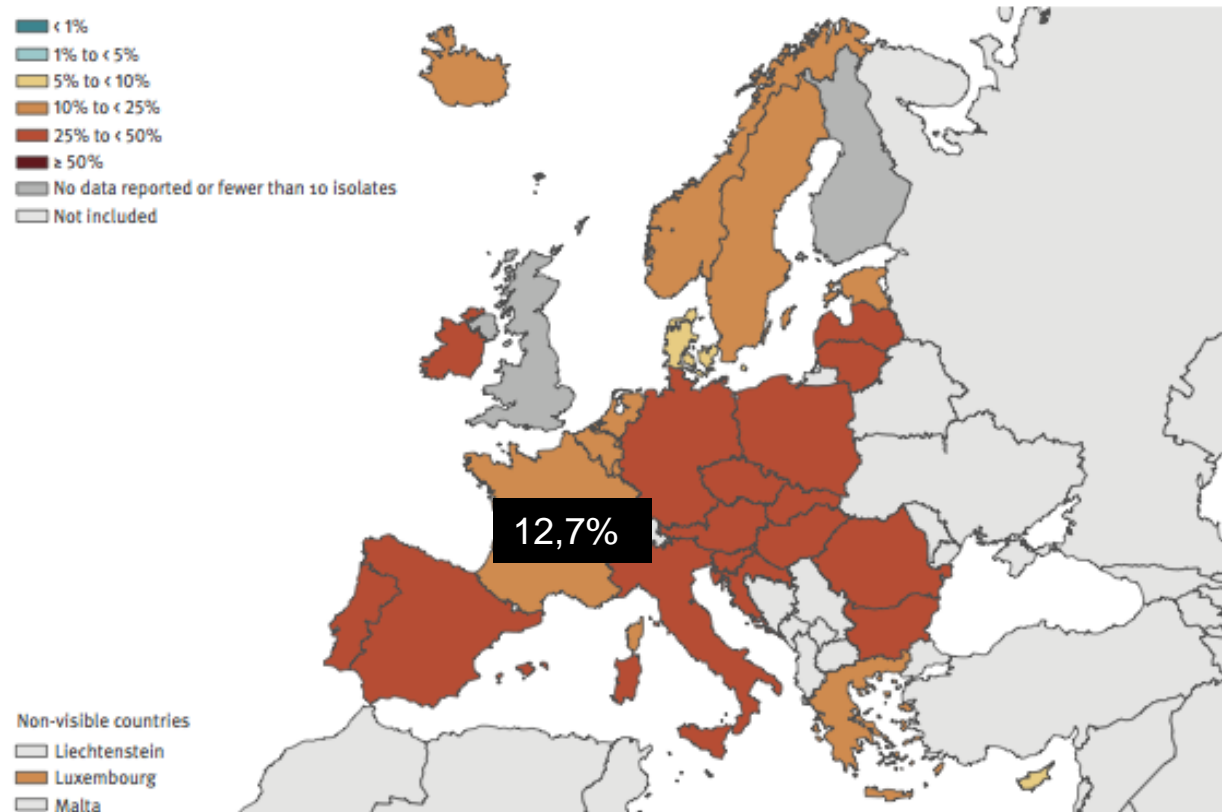 < 1%
1% to < 5%
5% to < 10%
10% to < 25%
25% to < 50%
≥ 50%
No data reported or fewer than 10 isolates
Not included
12,7%
Non-visible countries
Liechtenstein
Luxembourg
Malta